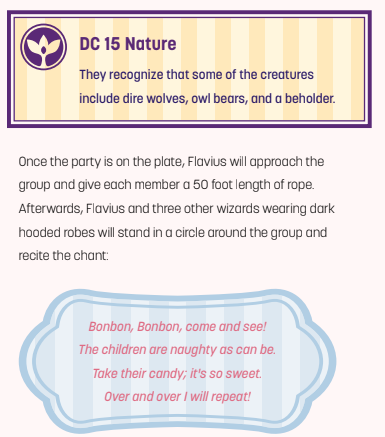 DC 15 Nature
They recognize that some of the creatures
include dire wolves, owl bears, and a beholder.
Once the party is on the plate, Flavius will approach the
group and give each member a 50 foot length of rope.
Afterwards, Flavius and three other wizards wearing dark
hooded robes will stand in a circle around the group and
recite the chant:
Bonbon, Bonbon, come and see!
The children are naughty as can be.
Take their candy; it's so sweet.
Over and over I will repeat!